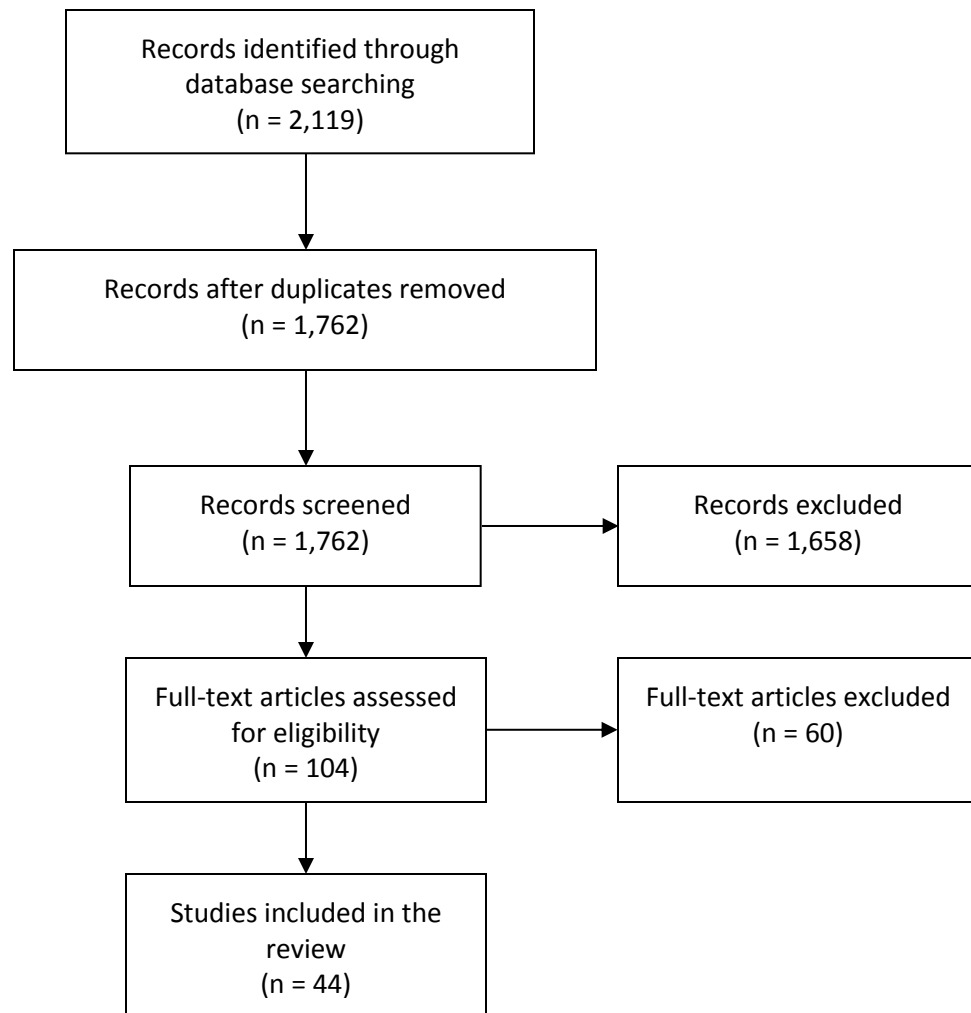 Records identified through
database searching
(n = 2,119)
Records after duplicates removed
(n = 1,762)
Records screened
(n = 1,762)
Records excluded
(n = 1,658)
Full-text articles assessed
for eligibility
(n = 104)
Full-text articles excluded
(n = 60)
Studies included in the
review
(n = 44)